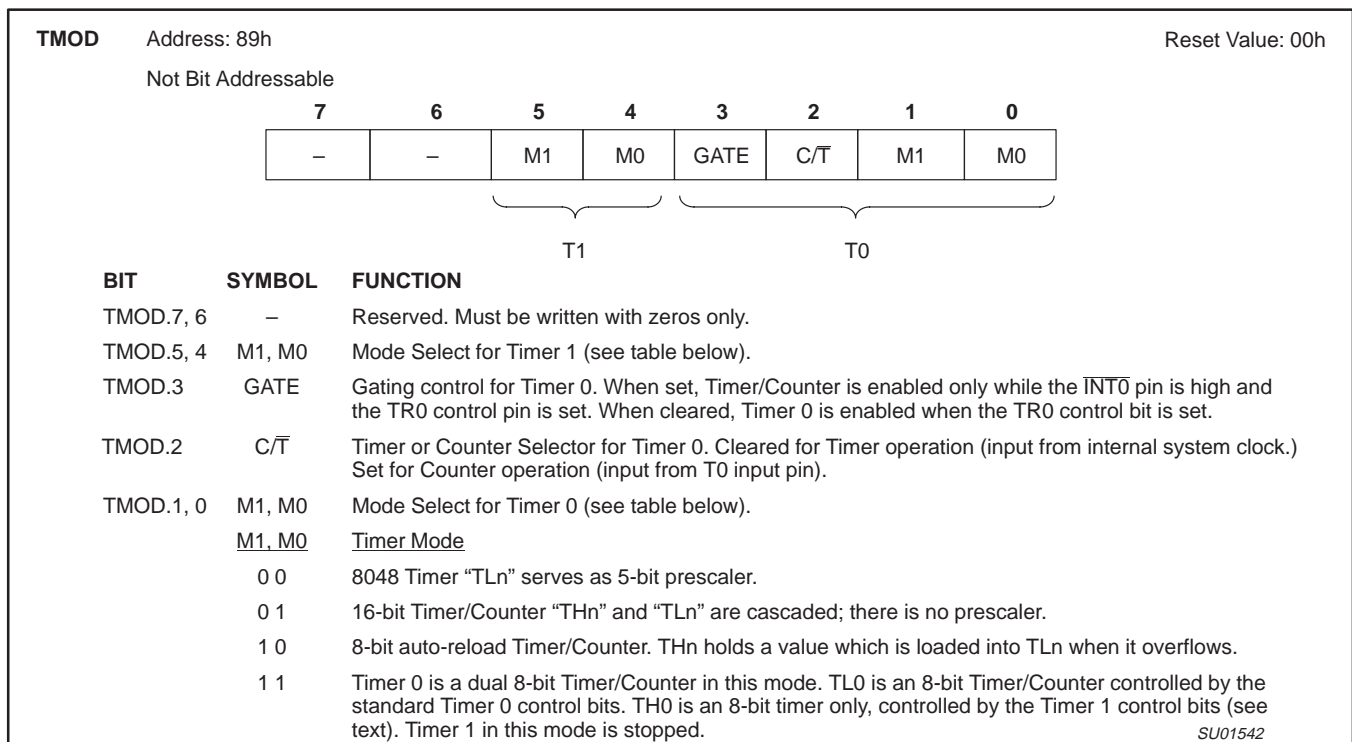 TMOD Address: 89h Reset Value: 00h
Not Bit Addressable
7 6 5 4 3 2 1 0
– – M1 M0 GATE C/T̅ M1 M0
T1 T0
BIT SYMBOL FUNCTION
TMOD.7, 6 – Reserved. Must be written with zeros only.
TMOD.5, 4 M1, M0 Mode Select for Timer 1 (see table below).
TMOD.3 GATE Gating control for Timer 0. When set, Timer/Counter is enabled only while the I̅N̅T̅0̅ pin is high and
the TR0 control pin is set. When cleared, Timer 0 is enabled when the TR0 control bit is set.
TMOD.2 C/T̅ Timer or Counter Selector for Timer 0. Cleared for Timer operation (input from internal system clock.)
Set for Counter operation (input from T0 input pin).
TMOD.1, 0 M1, M0 Mode Select for Timer 0 (see table below).
M1, M0 Timer Mode
0 0 8048 Timer “TLn” serves as 5-bit prescaler.
0 1 16-bit Timer/Counter “THn” and “TLn” are cascaded; there is no prescaler.
1 0 8-bit auto-reload Timer/Counter. THn holds a value which is loaded into TLn when it overflows.
1 1 Timer 0 is a dual 8-bit Timer/Counter in this mode. TL0 is an 8-bit Timer/Counter controlled by the
standard Timer 0 control bits. TH0 is an 8-bit timer only, controlled by the Timer 1 control bits (see
text). Timer 1 in this mode is stopped. SU01542